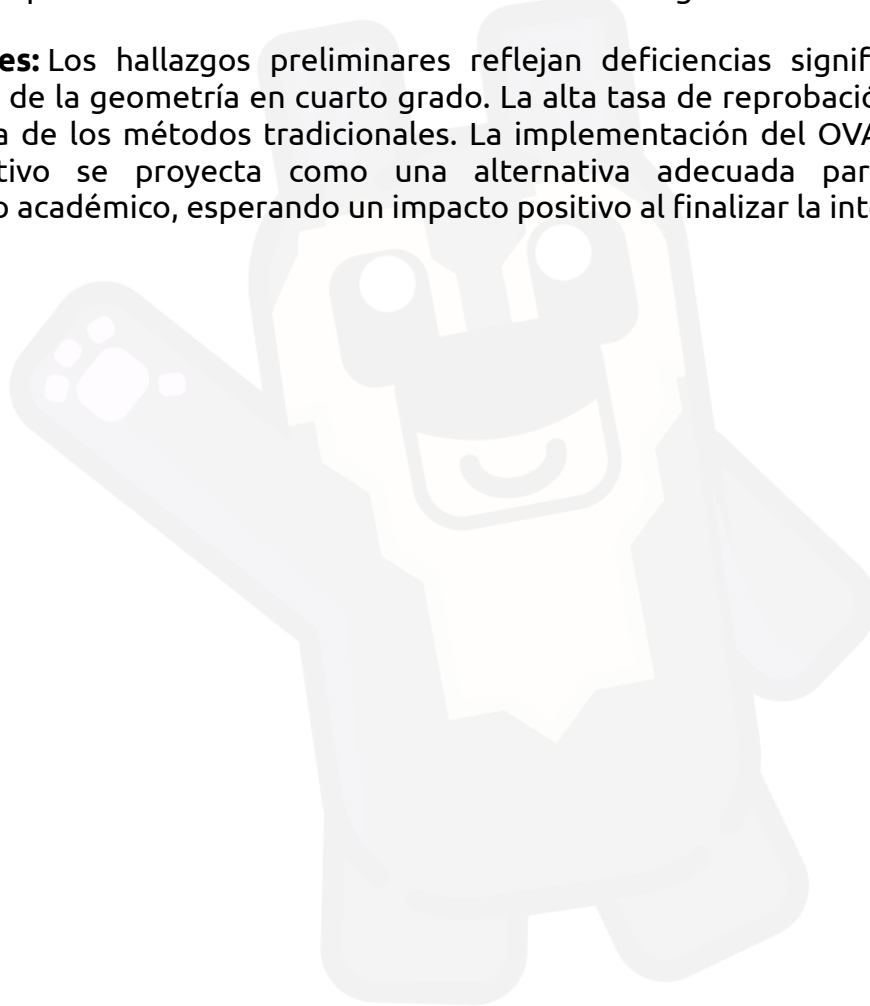 es: Los hallazgos preliminares reflejan deficiencias signif
de la geometría en cuarto grado. La alta tasa de reprobació
a de los métodos tradicionales. La implementación del OVA
tivo se proyecta como una alternativa adecuada par
o académico, esperando un impacto positivo al finalizar la int